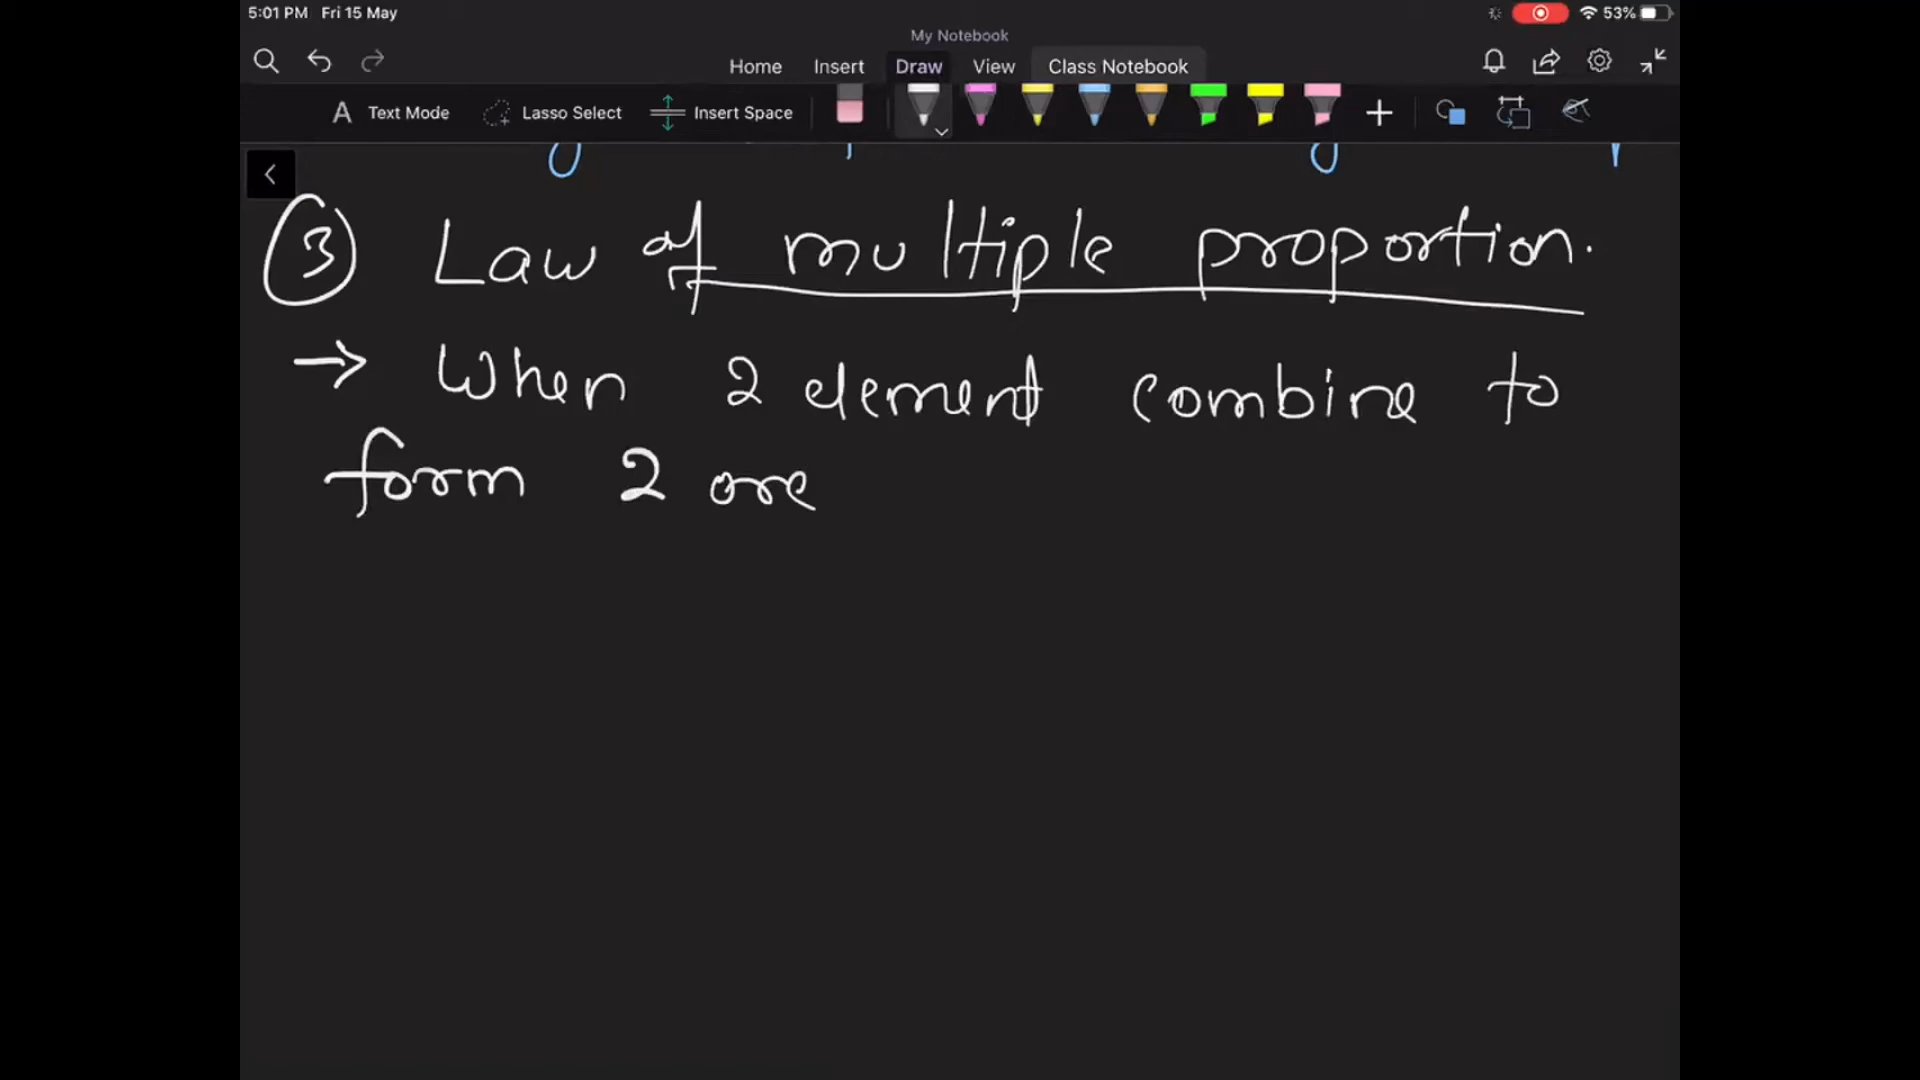 5:01 PM Fri 15 May
53%
My Notebook
Home Insert Draw View Class Notebook
A Text Mode Lasso Select Insert Space
3 Law of multiple proportion.
→ When 2 element combine to
form 2 ore